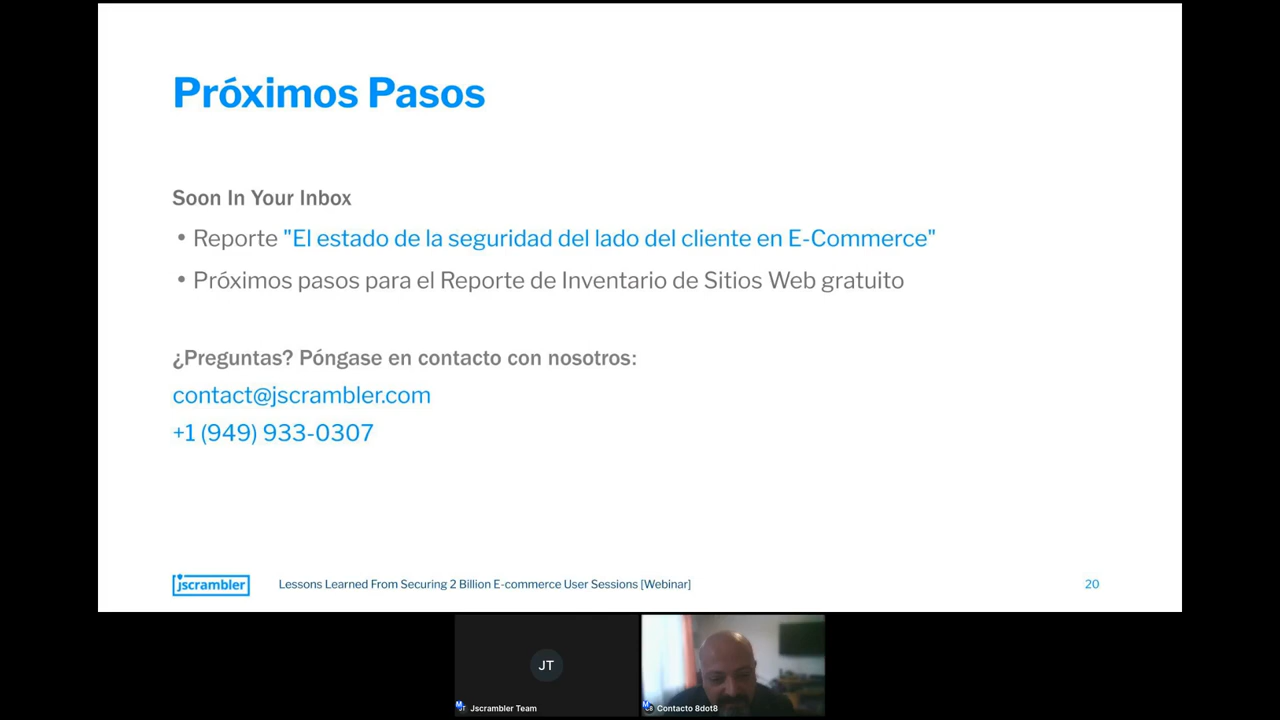 Próximos Pasos
Soon In Your Inbox
• Reporte "El estado de la seguridad del lado del cliente en E-Commerce"
• Próximos pasos para el Reporte de Inventario de Sitios Web gratuito
¿Preguntas? Póngase en contacto con nosotros:
contact@jscrambler.com
+1 (949) 933-0307
jscrambler
Lessons Learned From Securing 2 Billion E-commerce User Sessions [Webinar]
20
JT
Jscrambler Team
Contacto 8dot8